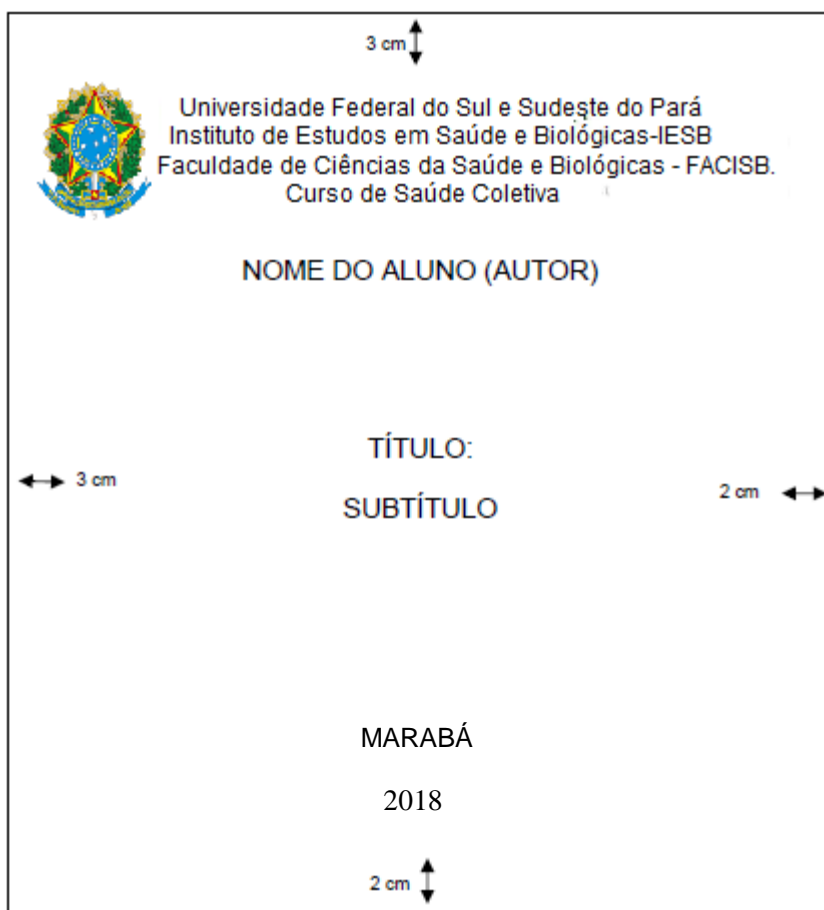 3 cm
Universidade Federal do Sul e Sudeste do Pará
Instituto de Estudos em Saúde e Biológicas-IESB
Faculdade de Ciências da Saúde e Biológicas - FACISB.
Curso de Saúde Coletiva
NOME DO ALUNO (AUTOR)
TÍTULO:
3 cm
2 cm
SUBTÍTULO
MARABÁ
2018
2 cm